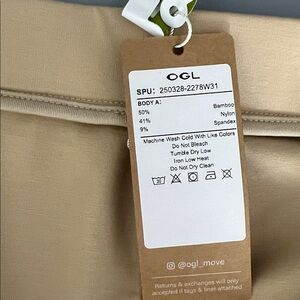 OGL
SPU: 250328-2278W31
BODY A:
50% Bamboo
41% Nylon
9% Spandex
Machine Wash Cold With Like Colors
Do Not Bleach
Tumble Dry Low
Iron Low Heat
Do Not Dry Clean
@ogl_move
Returns & exchanges will only
accepted if tags & liner attached